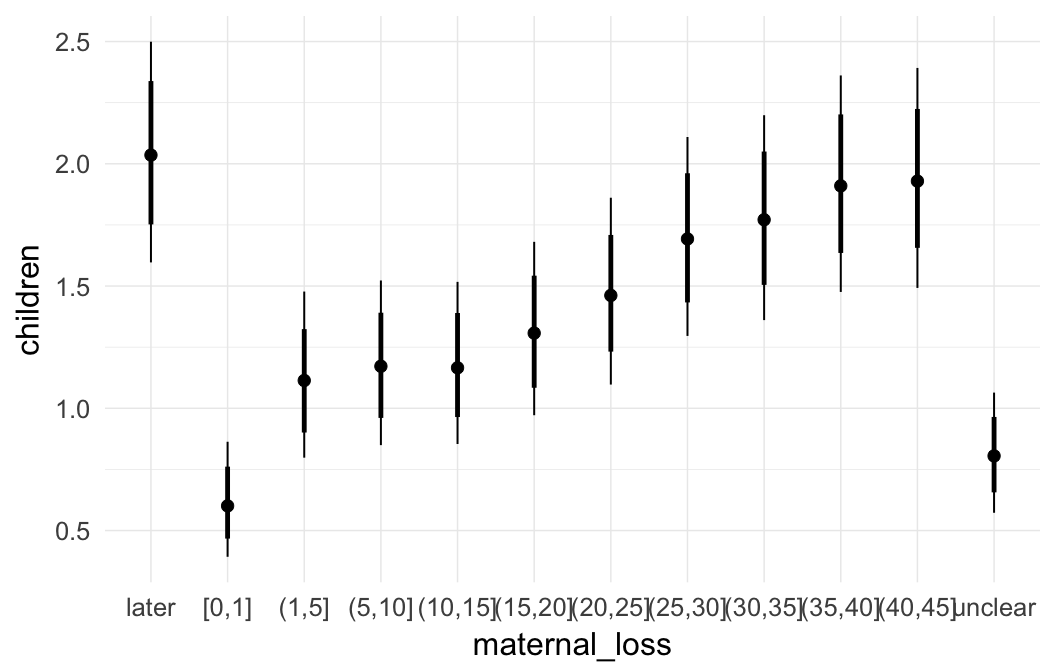 2.5
2.0
1.5
1.0
0.5
children
later [0,1] (1,5] (5,10] (10,15] (15,20] (20,25] (25,30] (30,35] (35,40] (40,45] unclear
maternal_loss